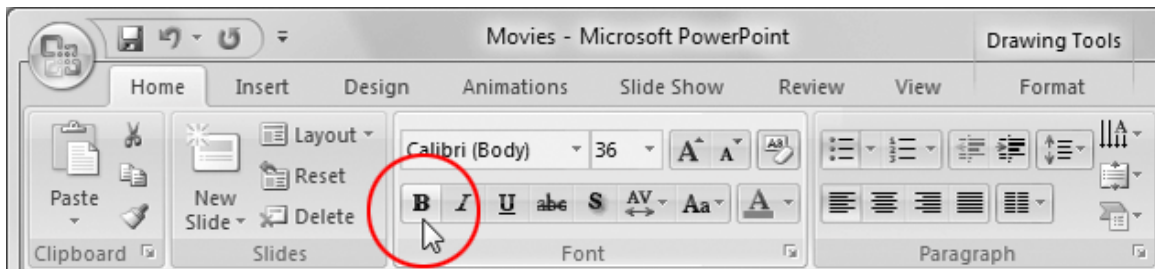 Movies - Microsoft PowerPoint Drawing Tools
Home Insert Design Animations Slide Show Review View Format
Calibri (Body) 36 A A Aa
Layout
Reset
Paste New Slide Delete
B I U abc S AV Aa A
Clipboard Slides Font Paragraph